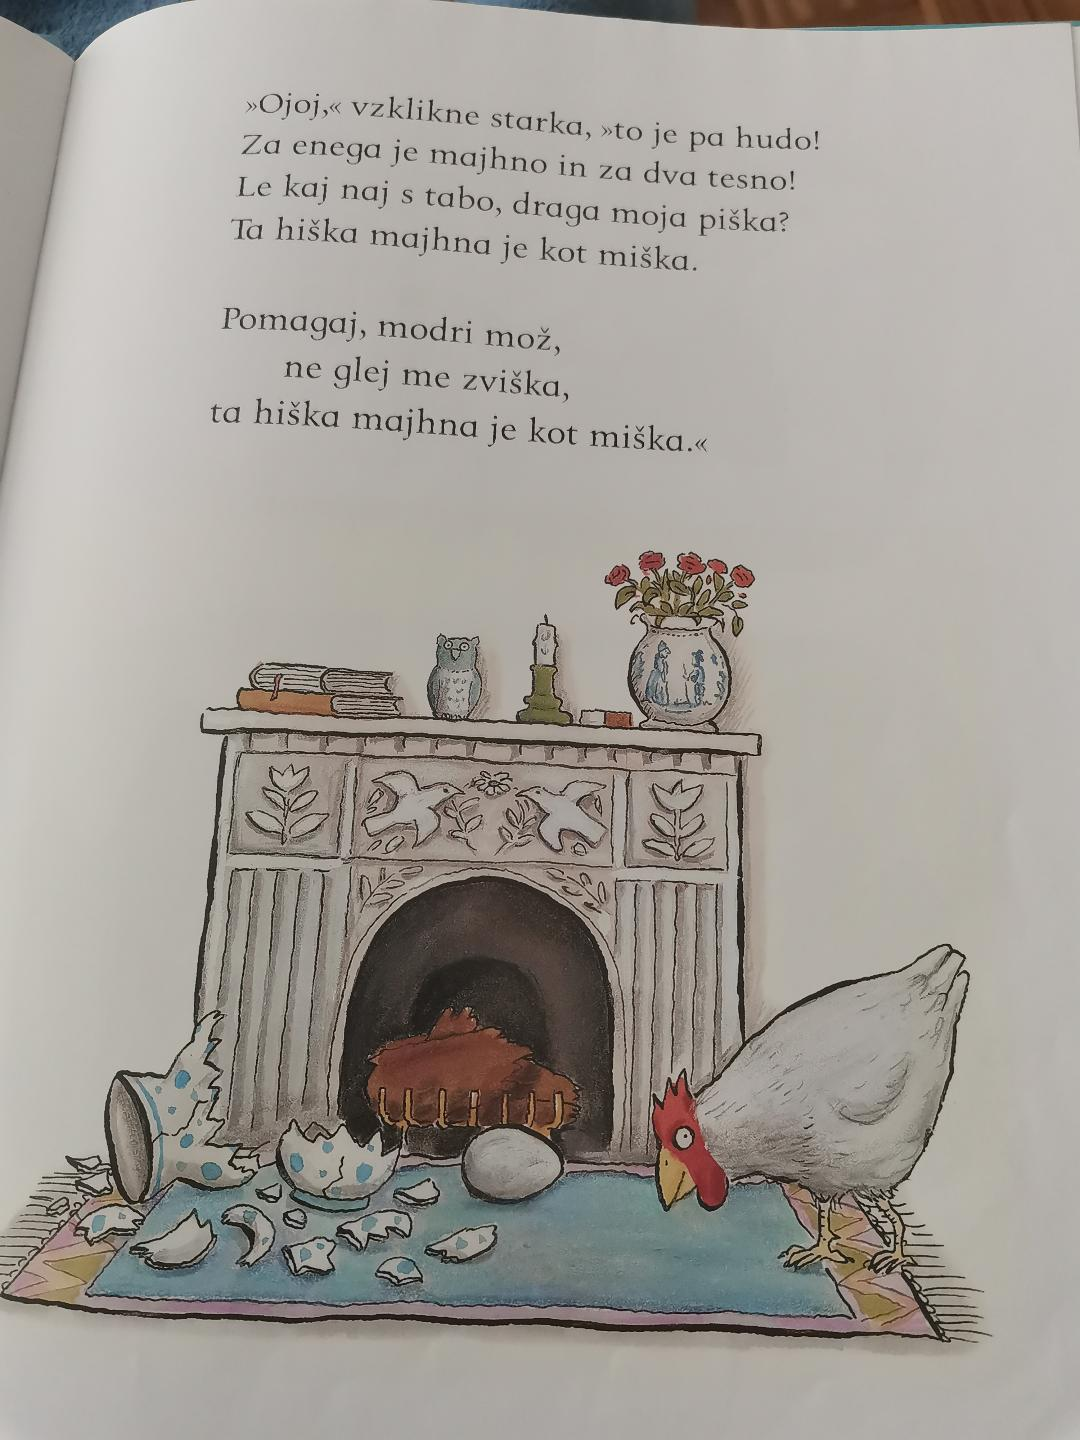 »Ojoj,« vzklikne starka, »to je pa hudo!
Za enega je majhno in za dva tesno!
Le kaj naj s tabo, draga moja piška?
Ta hiška majhna je kot miška.
Pomagaj, modri mož,
ne glej me zviška,
ta hiška majhna je kot miška.«